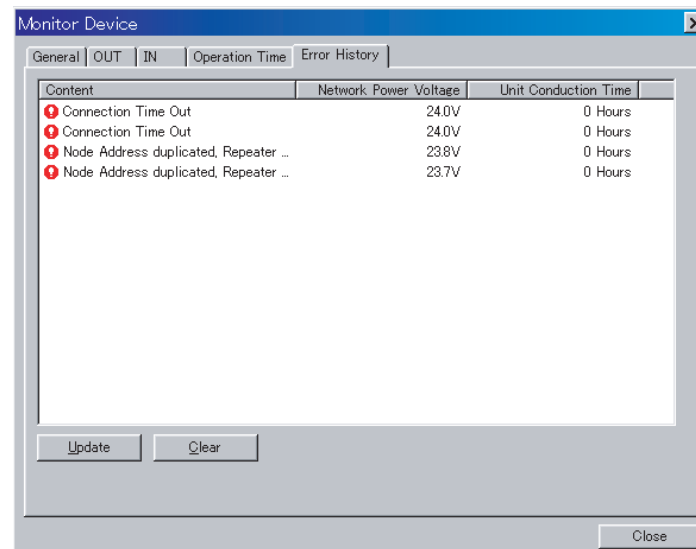 Monitor Device
General OUT IN Operation Time Error History
Content Network Power Voltage Unit Conduction Time
Connection Time Out 24.0V 0 Hours
Connection Time Out 24.0V 0 Hours
Node Address duplicated, Repeater ... 23.8V 0 Hours
Node Address duplicated, Repeater ... 23.7V 0 Hours
Update Clear
Close